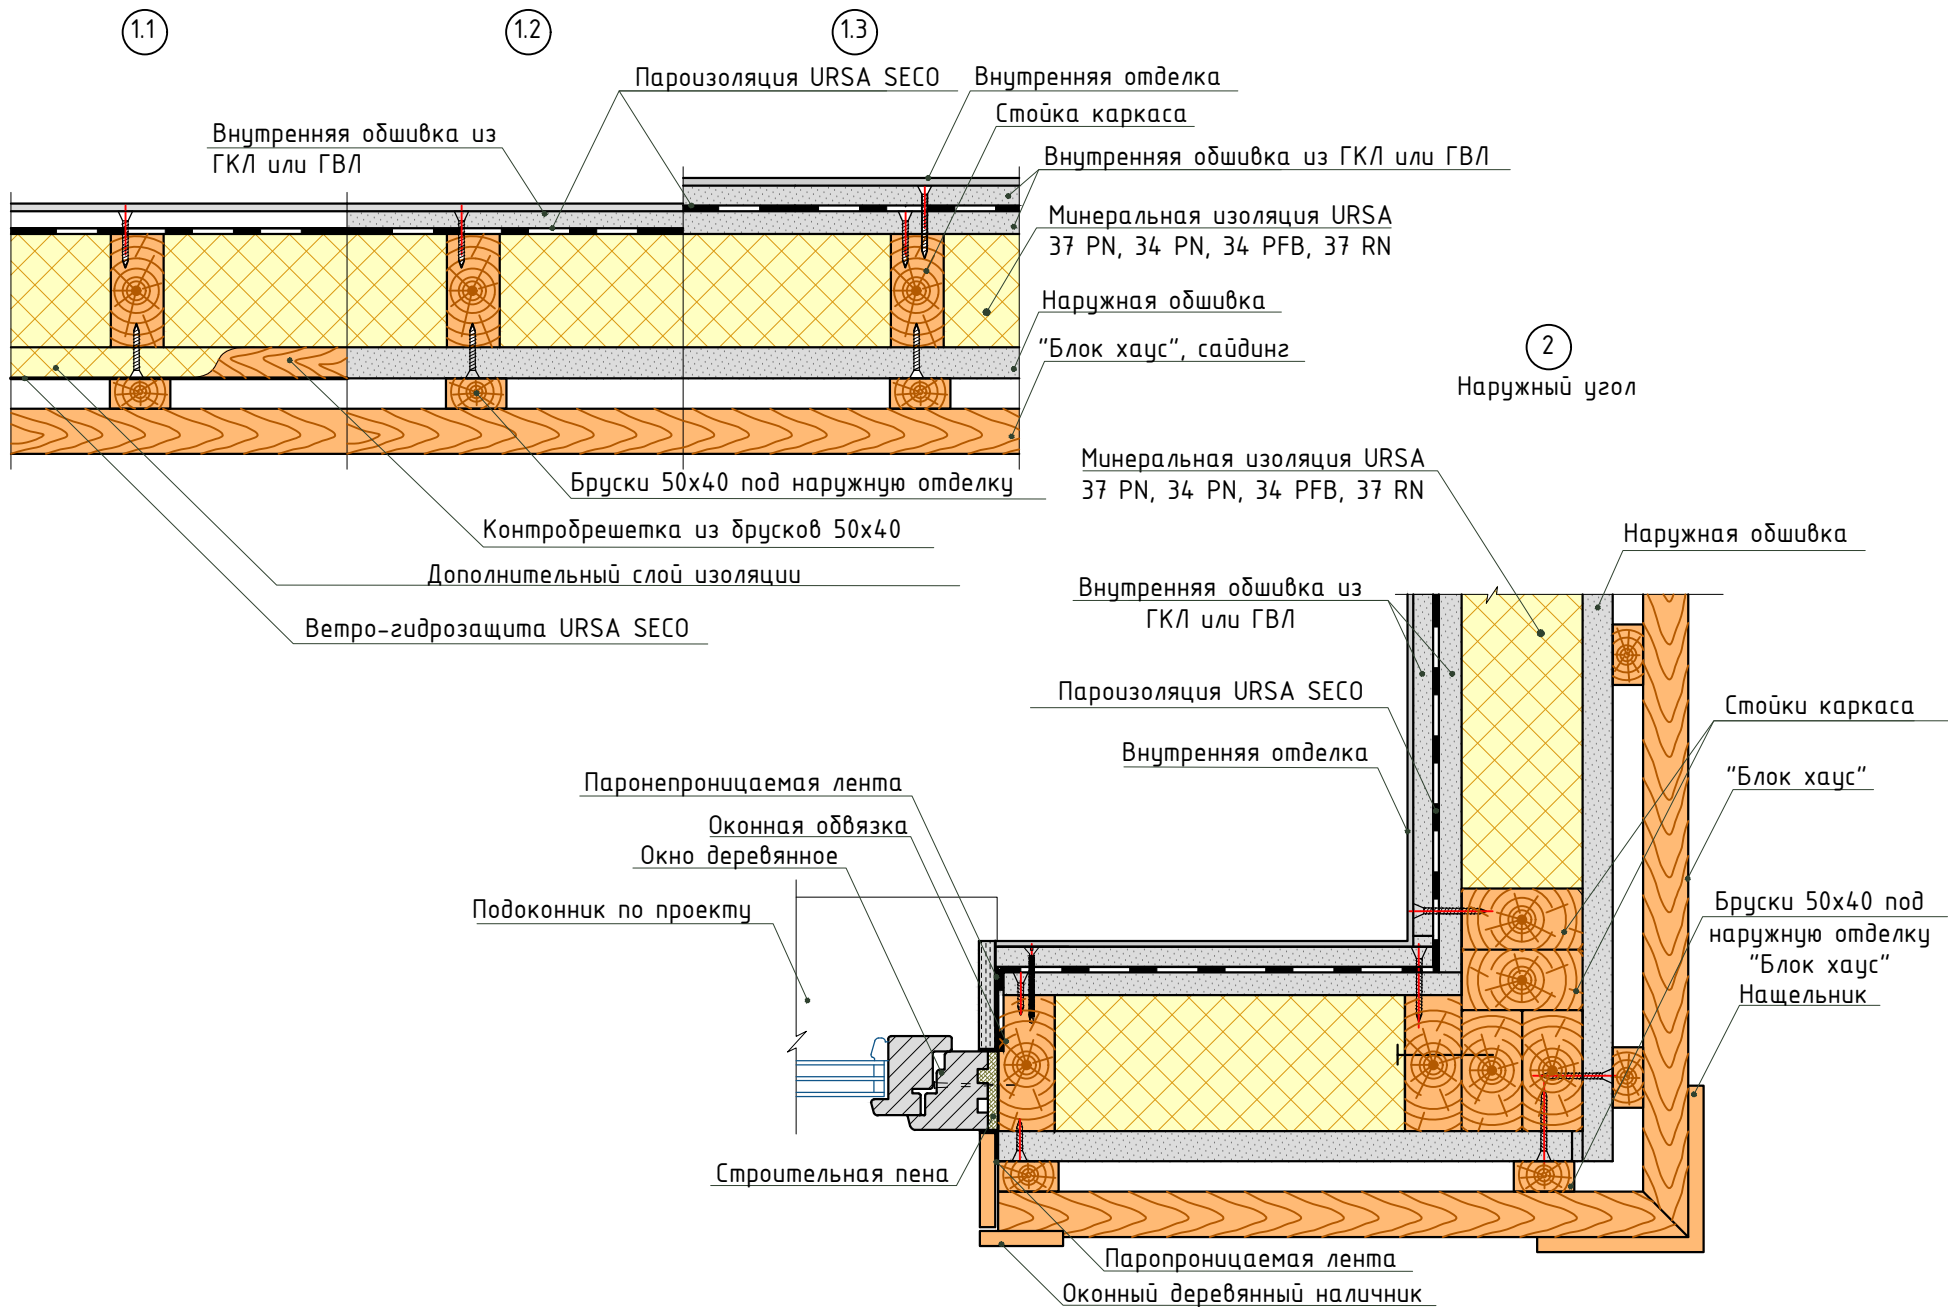 1.1
1.2
1.3
Пароизоляция URSA SECO
Внутренняя отделка
Стойка каркаса
Внутренняя обшивка из
ГКЛ или ГВЛ
Внутренняя обшивка из ГКЛ или ГВЛ
Минеральная изоляция URSA
37 PN, 34 PN, 34 PFB, 37 RN
Наружная обшивка
"Блок хаус", сайдинг
Бруски 50х40 под наружную отделку
Контробрешетка из брусков 50х40
Дополнительный слой изоляции
Ветро-гидрозащита URSA SECO
2
Наружный угол
Минеральная изоляция URSA
37 PN, 34 PN, 34 PFB, 37 RN
Наружная обшивка
Внутренняя обшивка из
ГКЛ или ГВЛ
Пароизоляция URSA SECO
Внутренняя отделка
Стойки каркаса
"Блок хаус"
Паронепроницаемая лента
Оконная обвязка
Окно деревянное
Подоконник по проекту
Бруски 50х40 под
наружную отделку
"Блок хаус"
Нащельник
Строительная пена
Паропроницаемая лента
Оконный деревянный наличник